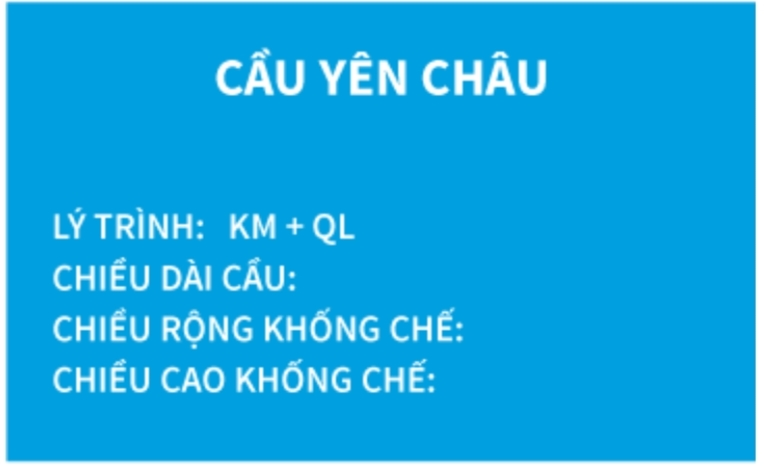 CẦU YÊN CHÂU
LÝ TRÌNH: KM + QL
CHIỀU DÀI CẦU:
CHIỀU RỘNG KHỐNG CHẾ:
CHIỀU CAO KHỐNG CHẾ: